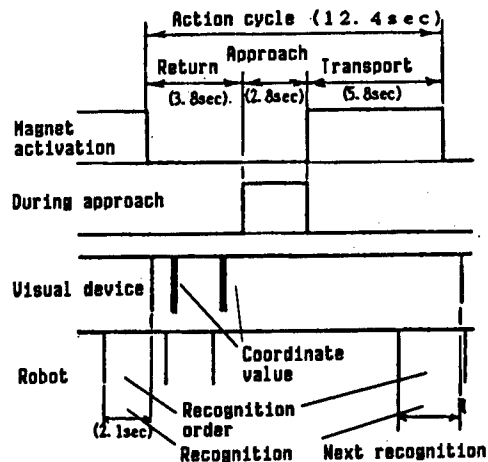 Action cycle (12.4sec)
Approach
Return
Transport
(3.8sec).
(2.8sec)
(5.8sec)
Magnet
activation
During approach
Visual device
Coordinate
value
Robot
Recognition
order
(2.1sec)
Recognition
Next recognition